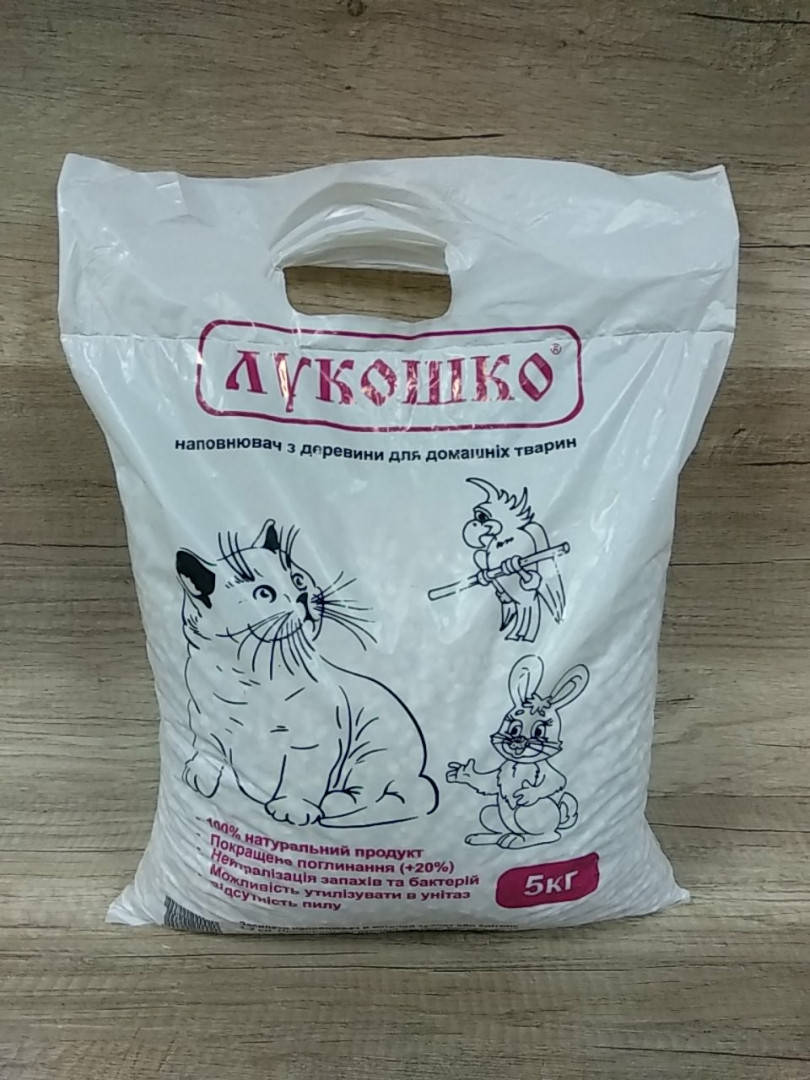 ЛУКОШКО®
наповнювач з деревини для домашніх тварин
- 100% натуральний продукт
- Покращене поглинання (+20%)
- Нейтралізація запахів та бактерій
Можливість утилізувати в унітаз
відсутність пилу
5кг